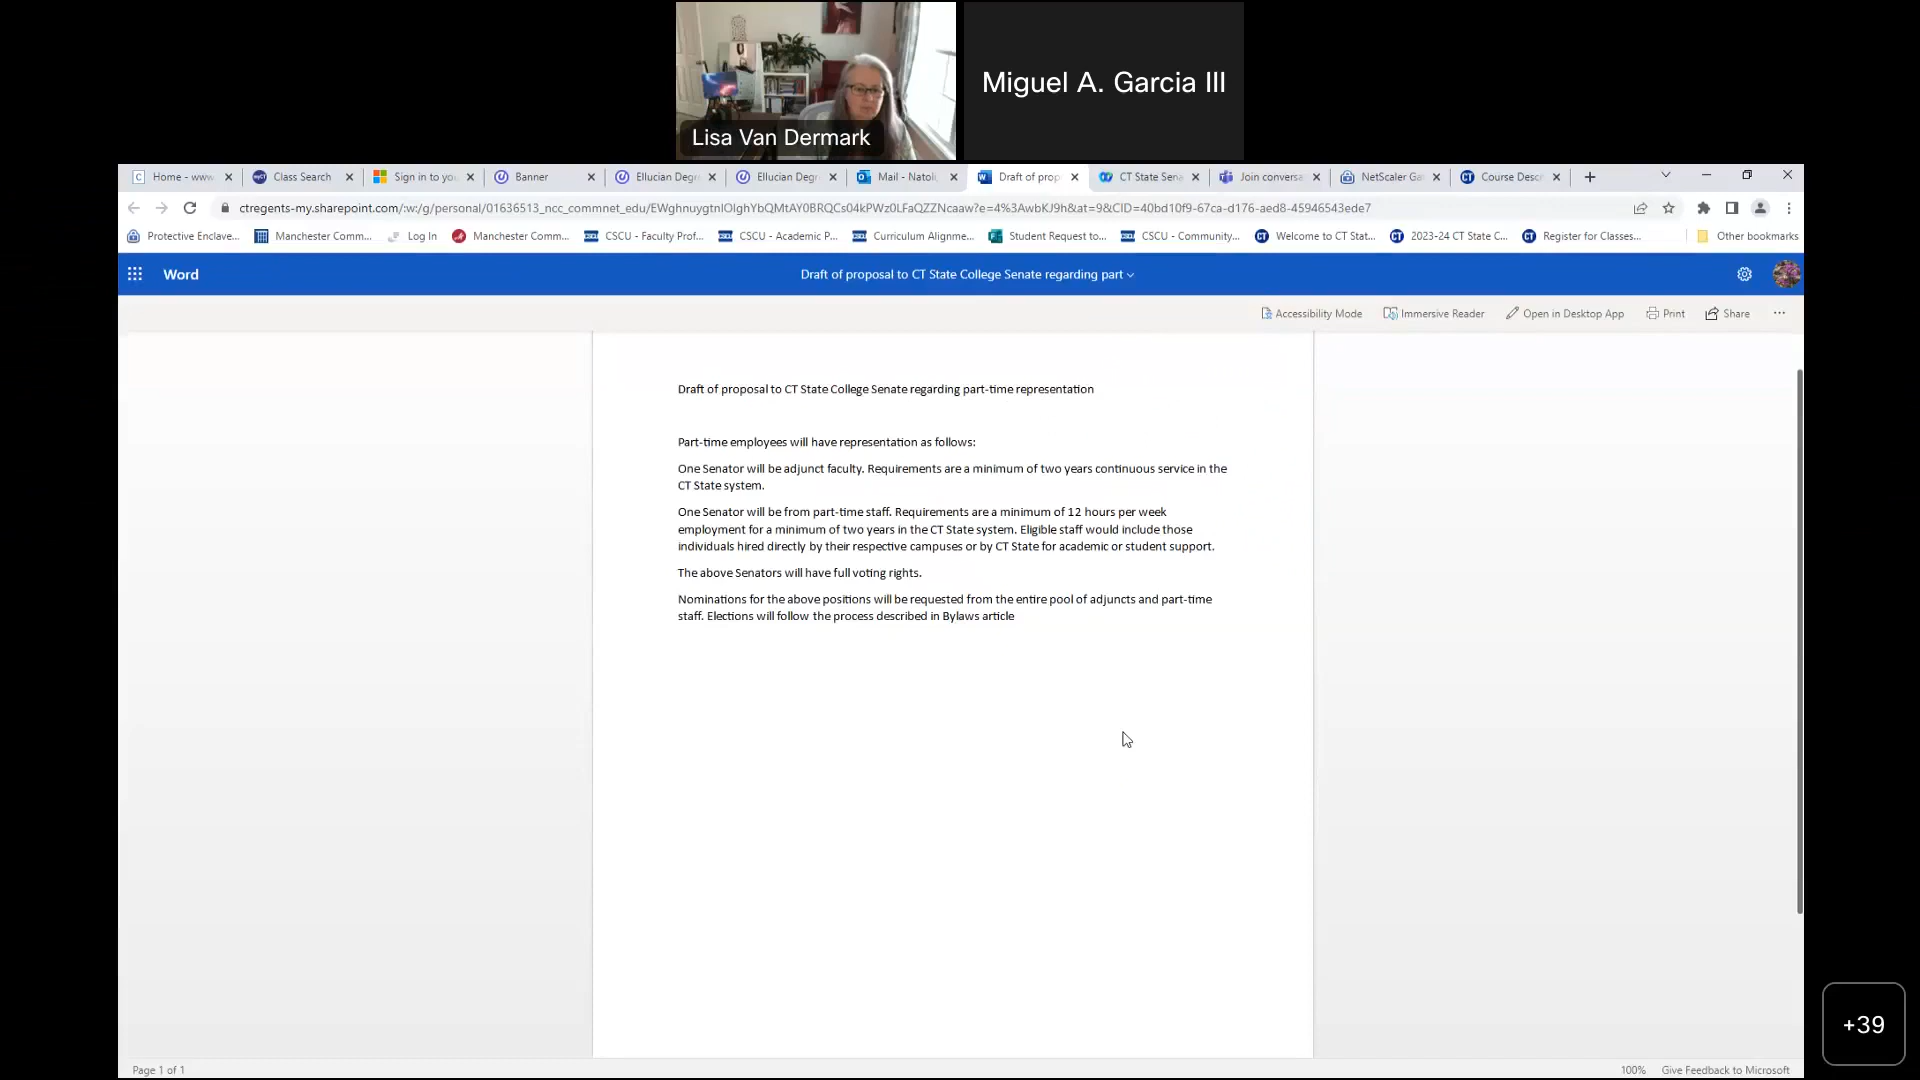 Lisa Van Dermark
Miguel A. Garcia III
Home - www
Class Search
Sign in to you
Banner
Ellucian Degr
Ellucian Degr
Mail - Natoli,
Draft of prop
CT State Sena
Join conversa
NetScaler Ga
Course Descr
ctregents-my.sharepoint.com/:w:/g/personal/01636513_ncc_commnet_edu/EWghnuygtnlOIghYbQMtAY0BRQCs04kPWz0LFaQZZNcaaw?e=4%3AwbKJ9h&at=9&CID=40bd10f9-67ca-d176-aed8-45946543ede7
Protective Enclave...
Manchester Comm...
Log In
Manchester Comm...
CSCU - Faculty Prof...
CSCU - Academic P...
Curriculum Alignme...
Student Request to...
CSCU - Community...
Welcome to CT Stat...
2023-24 CT State C...
Register for Classes...
Other bookmarks
Word
Draft of proposal to CT State College Senate regarding part
Accessibility Mode
Immersive Reader
Open in Desktop App
Print
Share
Draft of proposal to CT State College Senate regarding part-time representation
Part-time employees will have representation as follows:
One Senator will be adjunct faculty. Requirements are a minimum of two years continuous service in the
CT State system.
One Senator will be from part-time staff. Requirements are a minimum of 12 hours per week
employment for a minimum of two years in the CT State system. Eligible staff would include those
individuals hired directly by their respective campuses or by CT State for academic or student support.
The above Senators will have full voting rights.
Nominations for the above positions will be requested from the entire pool of adjuncts and part-time
staff. Elections will follow the process described in Bylaws article
+39
Page 1 of 1
100%
Give Feedback to Microsoft